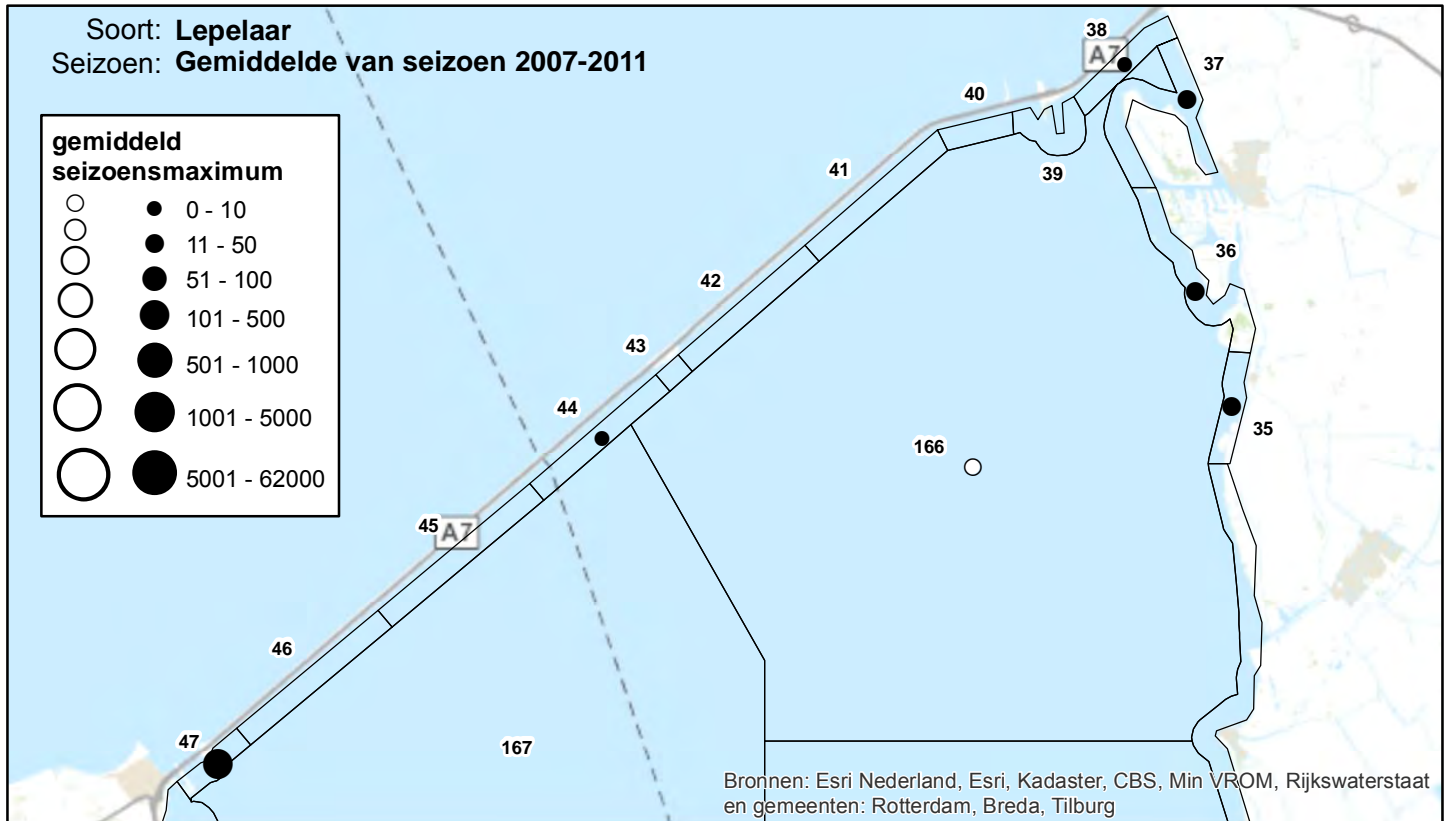 Soort: Lepelaar
Seizoen: Gemiddelde van seizoen 2007-2011
gemiddeld
seizoensmaximum
0 - 10
11 - 50
51 - 100
101 - 500
501 - 1000
1001 - 5000
5001 - 62000
38
A7
37
40
41
39
42
36
43
44
35
166
45
A7
46
47
167
Bronnen: Esri Nederland, Esri, Kadaster, CBS, Min VROM, Rijkswaterstaat
en gemeenten: Rotterdam, Breda, Tilburg